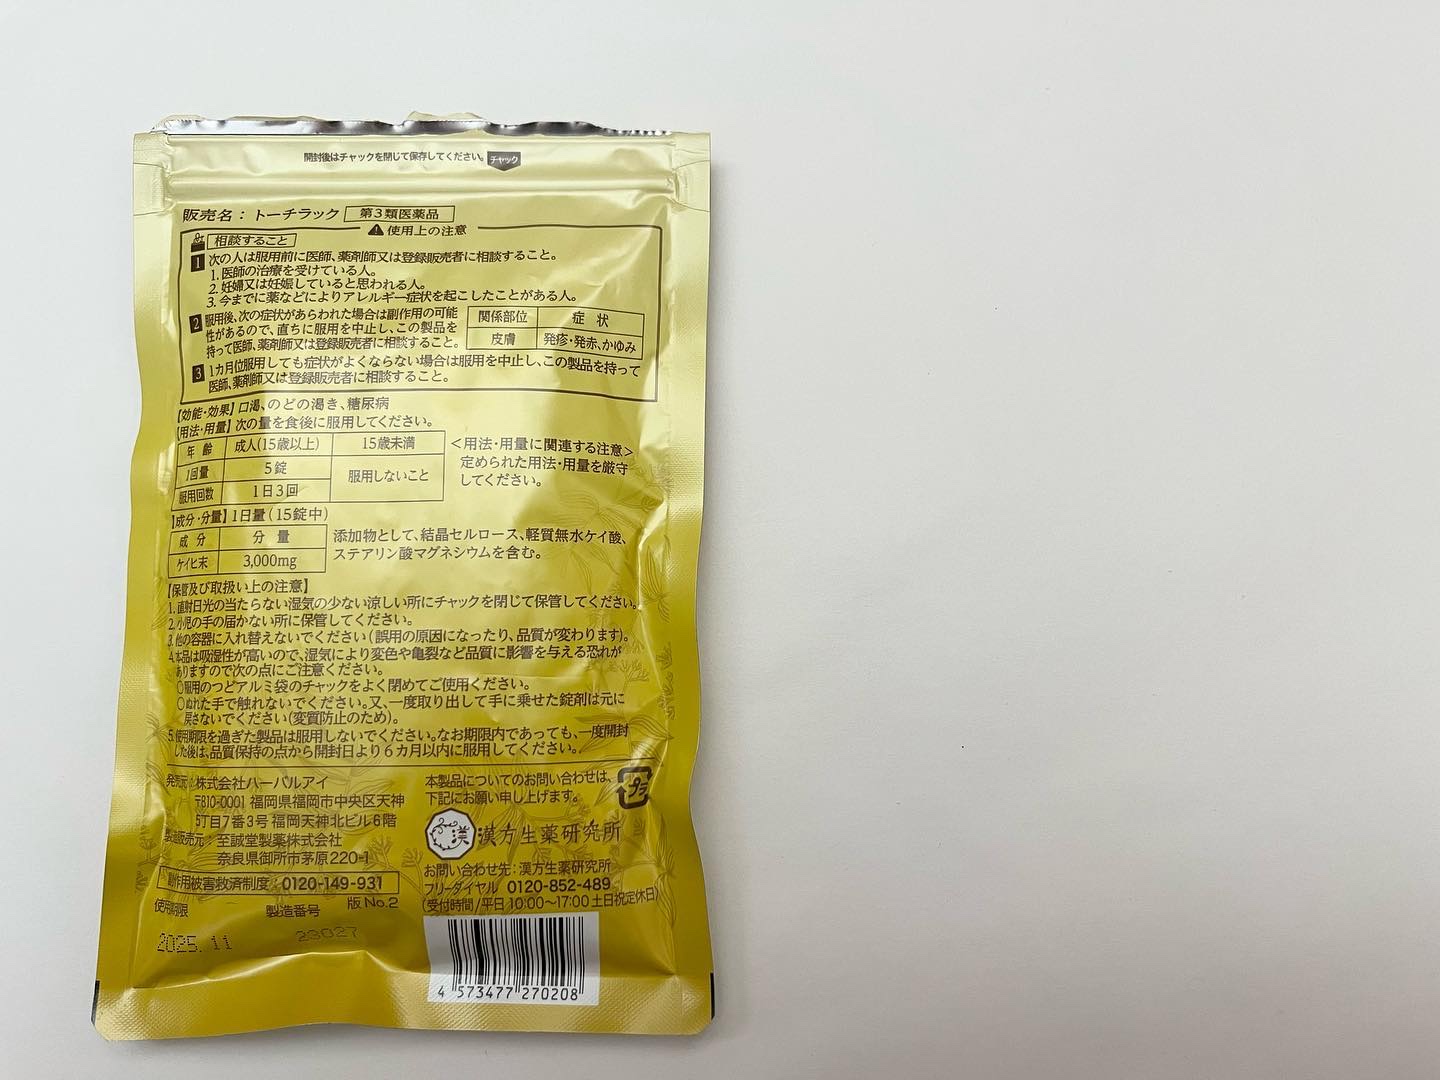 開封後はチャックを閉じて保存してください。 チャック
販売名：トーチラック 第3類医薬品
使用上の注意
相談すること
1 次の人は服用前に医師、薬剤師又は登録販売者に相談すること。
1. 医師の治療を受けている人。
2. 妊婦又は妊娠していると思われる人。
3. 今までに薬などによりアレルギー症状を起こしたことがある人。
2 服用後、次の症状があらわれた場合は副作用の可能
性があるので、直ちに服用を中止し、この製品を
持って医師、薬剤師又は登録販売者に相談すること。
関係部位 症状
皮膚 発疹・発赤、かゆみ
3 1カ月位服用しても症状がよくならない場合は服用を中止し、この製品を持って
医師、薬剤師又は登録販売者に相談すること。
【効能・効果】口渇、のどの渇き、糖尿病
【用法・用量】次の量を食後に服用してください。
年齢 成人(15歳以上) 15歳未満
1回量 5錠 服用しないこと
服用回数 1日3回
<用法・用量に関連する注意>
定められた用法・用量を厳守
してください。
【成分・分量】1日量(15錠中)
成分 分量
ケイヒ末 3,000mg
添加物として、結晶セルロース、軽質無水ケイ酸、
ステアリン酸マグネシウムを含む。
【保管及び取扱い上の注意】
1. 直射日光の当たらない湿気の少ない涼しい所にチャックを閉じて保管してください。
2. 小児の手の届かない所に保管してください。
3. 他の容器に入れ替えないでください(誤用の原因になったり、品質が変わります)。
4. 本品は吸湿性が高いので、湿気により変色や亀裂など品質に影響を与える恐れが
ありますので次の点にご注意ください。
○服用のつどアルミ袋のチャックをよく閉めてご使用ください。
○ぬれた手で触れないでください。又、一度取り出して手に乗せた錠剤は元に
戻さないでください(変質防止のため)。
5. 使用期限を過ぎた製品は服用しないでください。なお期限内であっても、一度開封
した後は、品質保持の点から開封日より6カ月以内に服用してください。
発売元：株式会社ハーバルアイ
〒810-0001 福岡県福岡市中央区天神
5丁目7番3号 福岡天神北ビル6階
製造販売元：至誠堂製薬株式会社
奈良県御所市茅原220-1
副作用被害救済制度：0120-149-931
使用期限 製造番号 版No.2
2025.11 23027
本製品についてのお問い合わせは、
下記にお願い申し上げます。
プラ
漢 漢方生薬研究所
お問い合わせ先：漢方生薬研究所
フリーダイヤル 0120-852-489
(受付時間/平日10:00～17:00 土日祝定休日)
4 573477 270208